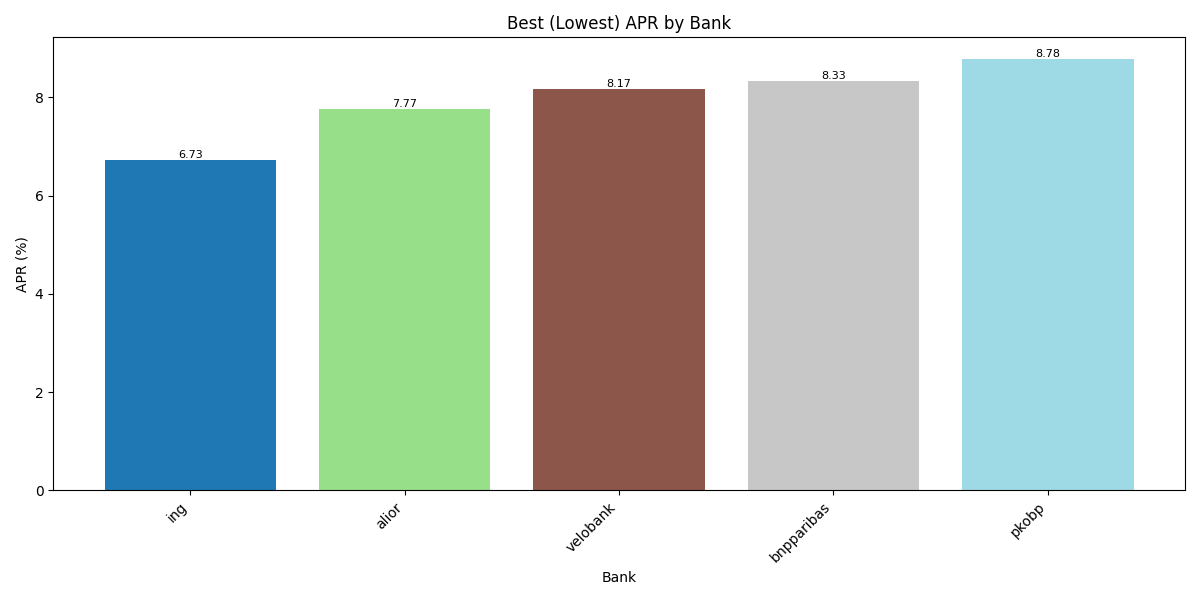 Best (Lowest) APR by Bank
8.78
8.33
8.17
7.77
6.73
8
6
4
2
0
APR (%)
ing
alior
velobank
bnpparibas
pkobp
Bank